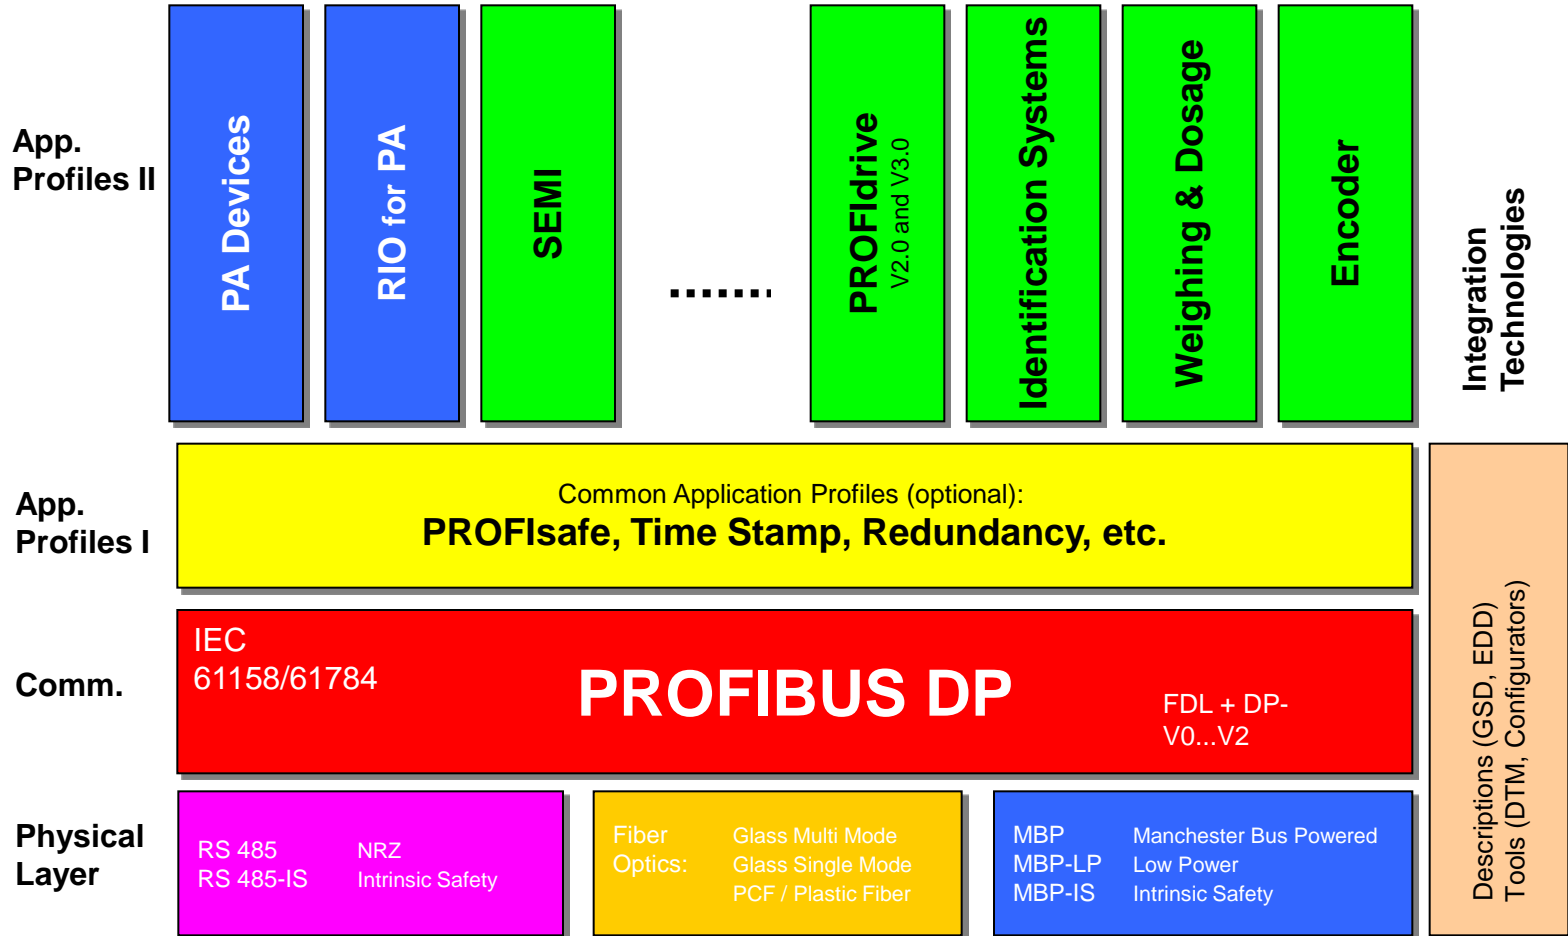 App.
Profiles II
PA Devices
RIO for PA
SEMI
PROFIdrive
V2.0 and V3.0
Identification Systems
Weighing & Dosage
Encoder
Integration
Technologies
App.
Profiles I
Common Application Profiles (optional):
PROFIsafe, Time Stamp, Redundancy, etc.
Comm.
IEC
61158/61784
PROFIBUS DP
FDL + DP-
V0...V2
Physical
Layer
RS 485 NRZ
RS 485-IS Intrinsic Safety
Fiber Glass Multi Mode
Optics: Glass Single Mode
PCF / Plastic Fiber
MBP Manchester Bus Powered
MBP-LP Low Power
MBP-IS Intrinsic Safety
Descriptions (GSD, EDD)
Tools (DTM, Configurators)